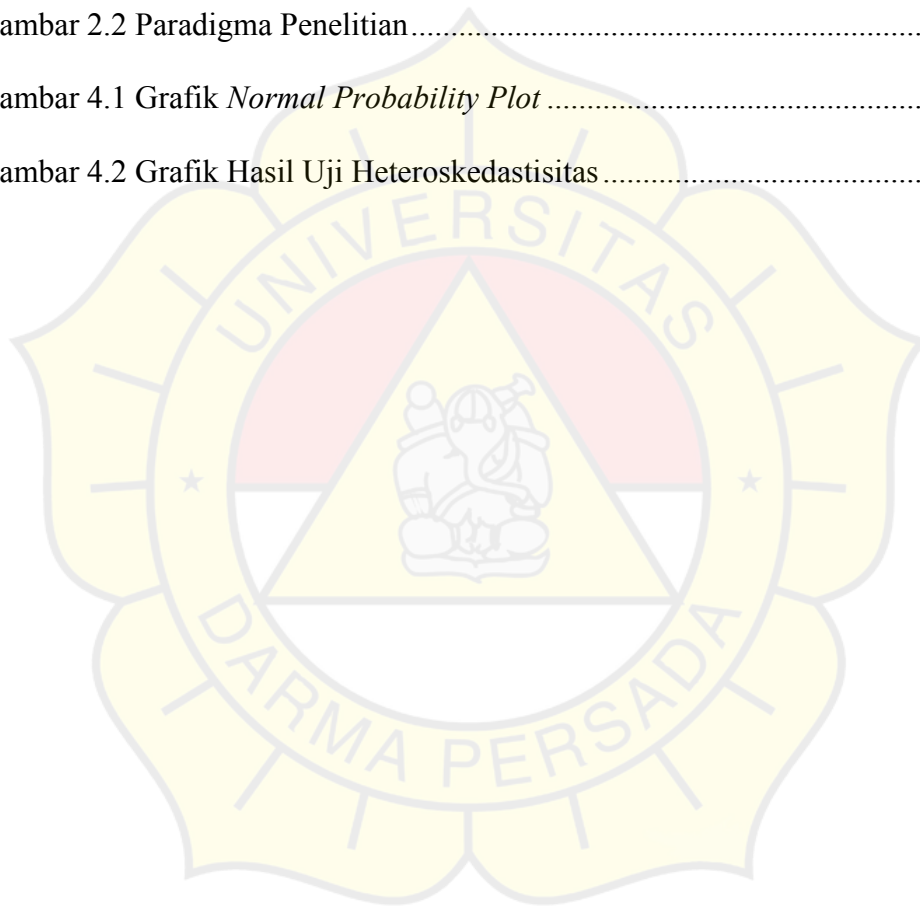 ambar 2.2 Paradigma Penelitian....................................................................
ambar 4.1 Grafik Normal Probability Plot ..................................................
ambar 4.2 Grafik Hasil Uji Heteroskedastisitas...........................................
UNIVERSITAS
DARMA PERSADA